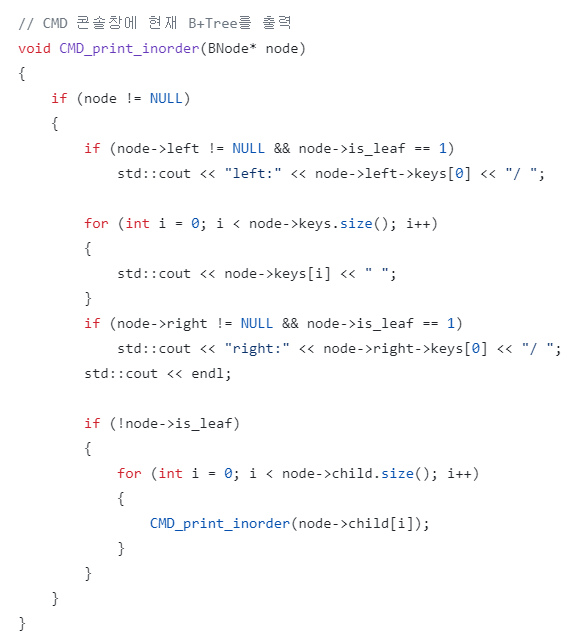 // CMD 콘솔창에 현재 B+Tree를 출력
void CMD_print_inorder(BNode* node)
{
    if (node != NULL)
    {
        if (node->left != NULL && node->is_leaf == 1)
            std::cout << "left:" << node->left->keys[0] << "/ ";

        for (int i = 0; i < node->keys.size(); i++)
        {
            std::cout << node->keys[i] << " ";
        }
        if (node->right != NULL && node->is_leaf == 1)
            std::cout << "right:" << node->right->keys[0] << "/ ";
        std::cout << endl;

        if (!node->is_leaf)
        {
            for (int i = 0; i < node->child.size(); i++)
            {
                CMD_print_inorder(node->child[i]);
            }
        }
    }
}